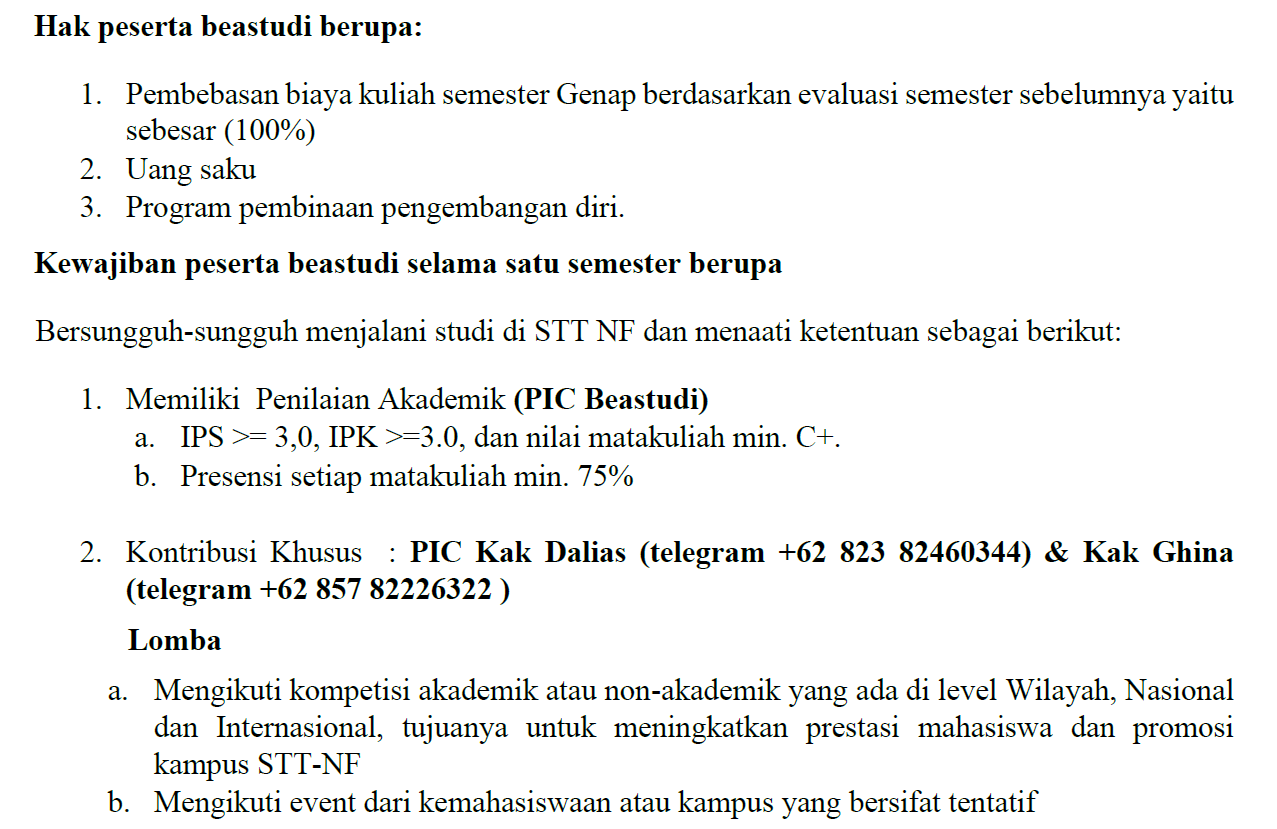 Hak peserta beastudi berupa:
1. Pembebasan biaya kuliah semester Genap berdasarkan evaluasi semester sebelumnya yaitu
sebesar (100%)
2. Uang saku
3. Program pembinaan pengembangan diri.
Kewajiban peserta beastudi selama satu semester berupa
Bersungguh-sungguh menjalani studi di STT NF dan menaati ketentuan sebagai berikut:
1. Memiliki Penilaian Akademik (PIC Beastudi)
a. IPS >= 3,0, IPK >=3.0, dan nilai matakuliah min. C+.
b. Presensi setiap matakuliah min. 75%
2. Kontribusi Khusus : PIC Kak Dalias (telegram +62 823 82460344) & Kak Ghina
(telegram +62 857 82226322 )
Lomba
a. Mengikuti kompetisi akademik atau non-akademik yang ada di level Wilayah, Nasional
dan Internasional, tujuanya untuk meningkatkan prestasi mahasiswa dan promosi
kampus STT-NF
b. Mengikuti event dari kemahasiswaan atau kampus yang bersifat tentatif